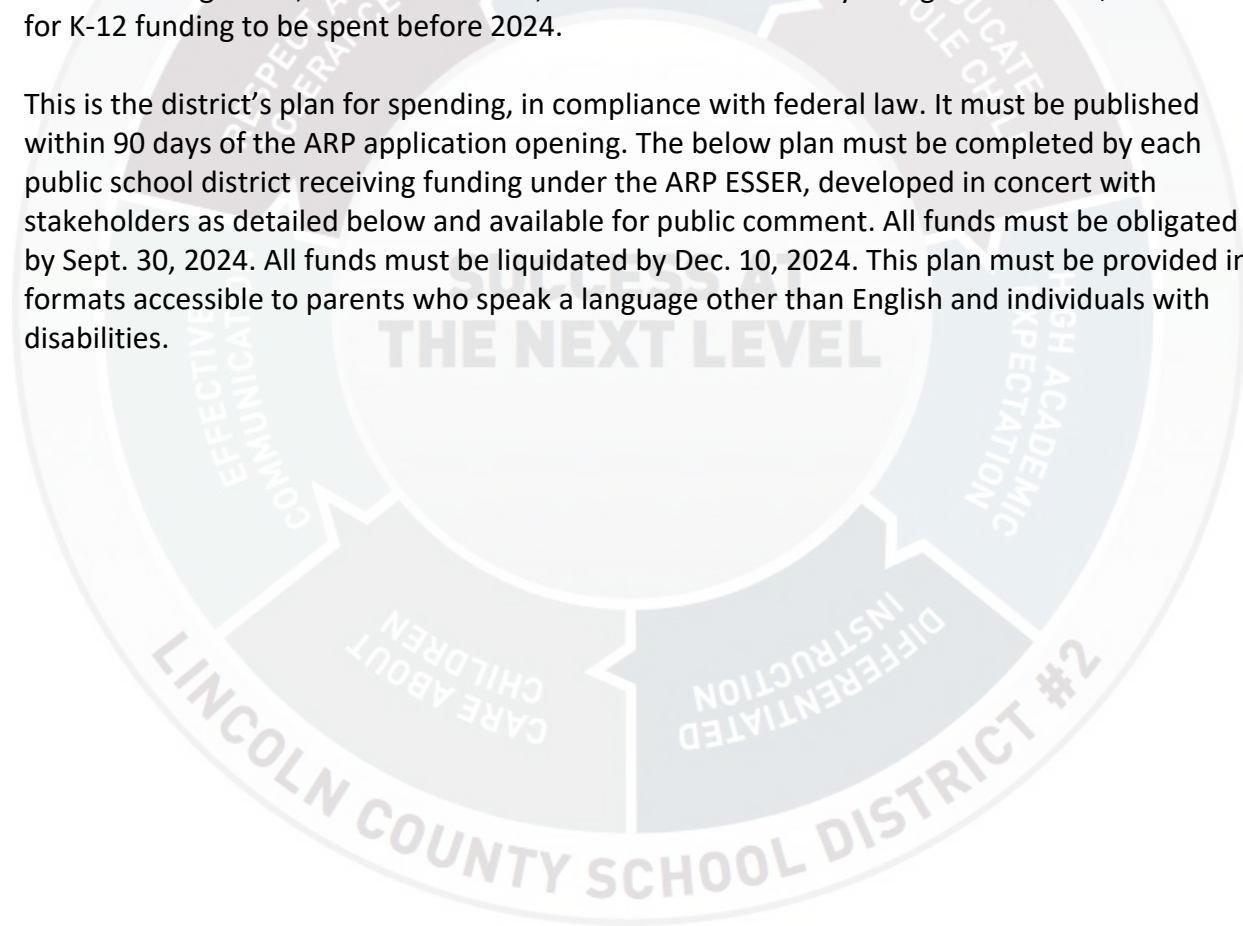 for K-12 funding to be spent before 2024.
This is the district’s plan for spending, in compliance with federal law. It must be published
within 90 days of the ARP application opening. The below plan must be completed by each
public school district receiving funding under the ARP ESSER, developed in concert with
stakeholders as detailed below and available for public comment. All funds must be obligated
by Sept. 30, 2024. All funds must be liquidated by Dec. 10, 2024. This plan must be provided in
formats accessible to parents who speak a language other than English and individuals with
disabilities.
RESPECT
EDUCATE
SUCCESS AT
THE NEXT LEVEL
EFFECTIVE
COMMUNICATION
HIGH ACADEMIC
EXPECTATION
CARE ABOUT
CHILDREN
DIFFERENTIATED
INSTRUCTION
LINCOLN COUNTY SCHOOL DISTRICT #2